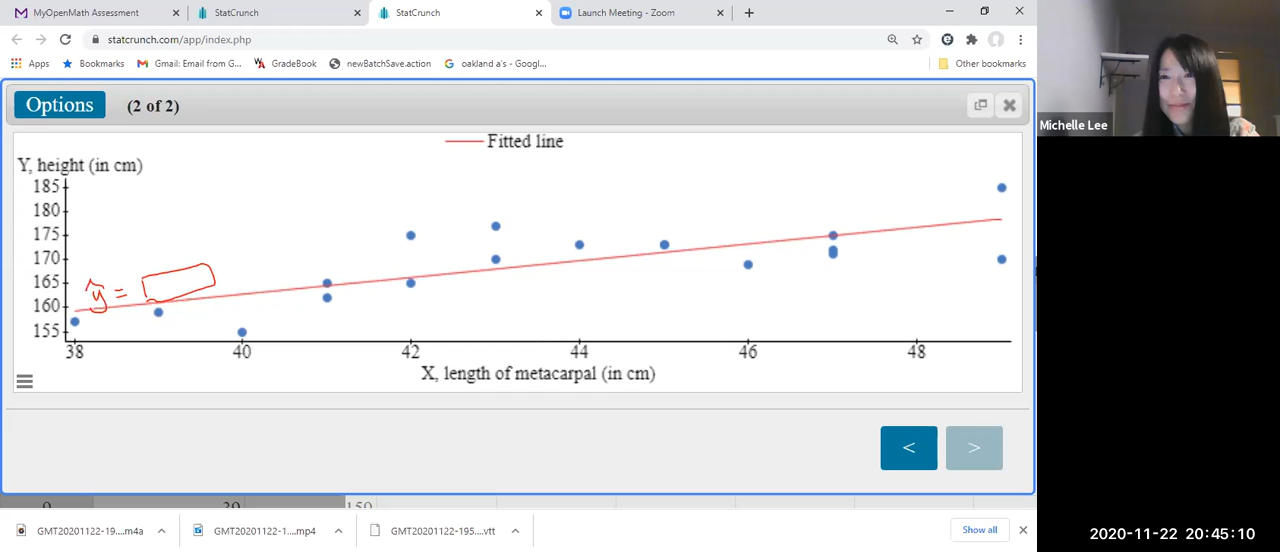 MyOpenMath Assessment
StatCrunch
StatCrunch
Launch Meeting - Zoom
statcrunch.com/app/index.php
Apps
Bookmarks
Gmail: Email from G...
GradeBook
newBatchSave.action
oakland a's - Googl...
Other bookmarks
Options (2 of 2)
Fitted line
Y, height (in cm)
185
180
175
170
165
160
155
ŷ =
38 40 42 44 46 48
X, length of metacarpal (in cm)
< >
Michelle Lee
GMT20201122-19....m4a
GMT20201122-1....mp4
GMT20201122-195....vtt
Show all
2020-11-22 20:45:10